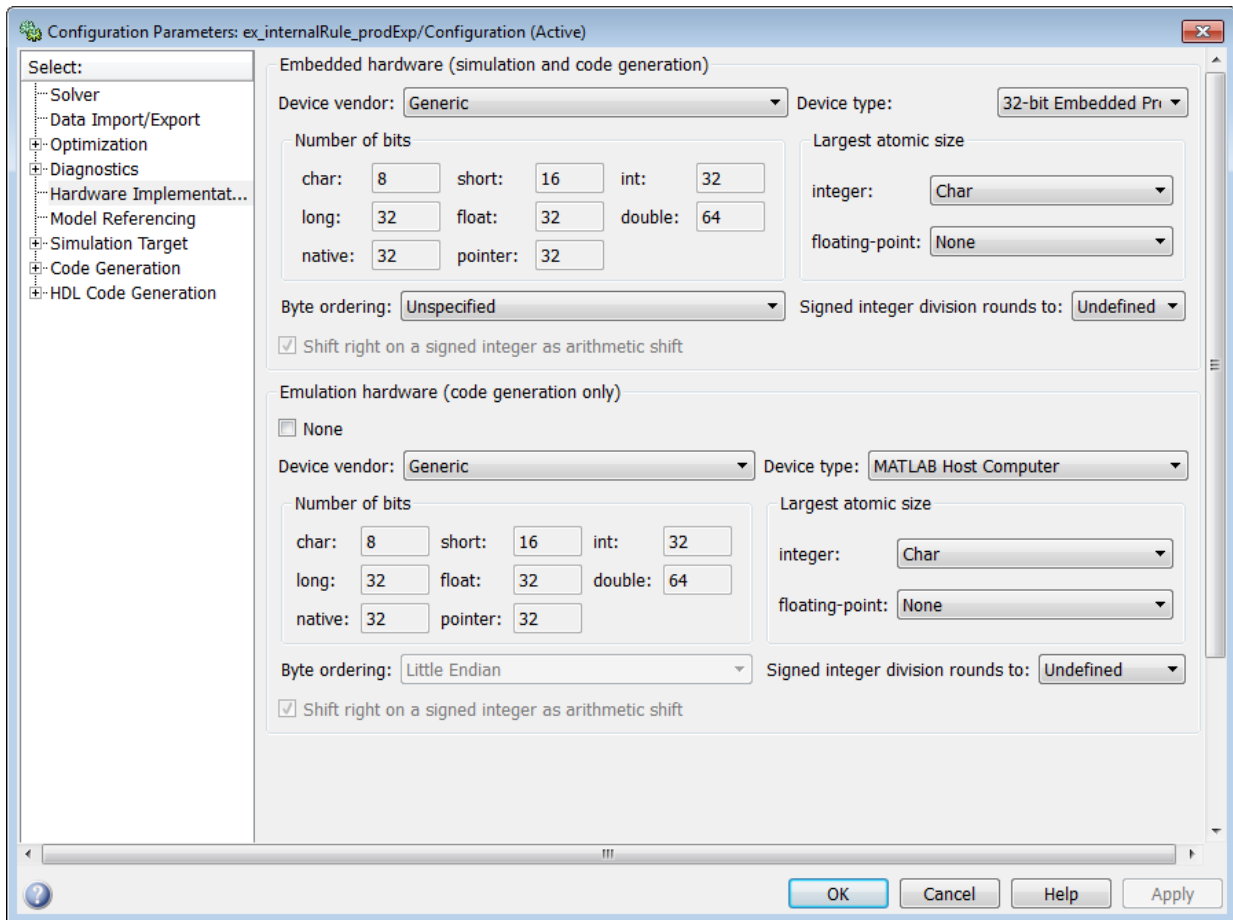 Configuration Parameters: ex_internalRule_prodExp/Configuration (Active)
Select:
Solver
Data Import/Export
Optimization
Diagnostics
Hardware Implementat...
Model Referencing
Simulation Target
Code Generation
HDL Code Generation
Embedded hardware (simulation and code generation)
Device vendor: Generic Device type: 32-bit Embedded Pr
Number of bits Largest atomic size
char: 8 short: 16 int: 32
integer: Char
long: 32 float: 32 double: 64
floating-point: None
native: 32 pointer: 32
Byte ordering: Unspecified Signed integer division rounds to: Undefined
Shift right on a signed integer as arithmetic shift
Emulation hardware (code generation only)
None
Device vendor: Generic Device type: MATLAB Host Computer
Number of bits Largest atomic size
char: 8 short: 16 int: 32
integer: Char
long: 32 float: 32 double: 64
floating-point: None
native: 32 pointer: 32
Byte ordering: Little Endian Signed integer division rounds to: Undefined
Shift right on a signed integer as arithmetic shift
OK Cancel Help Apply